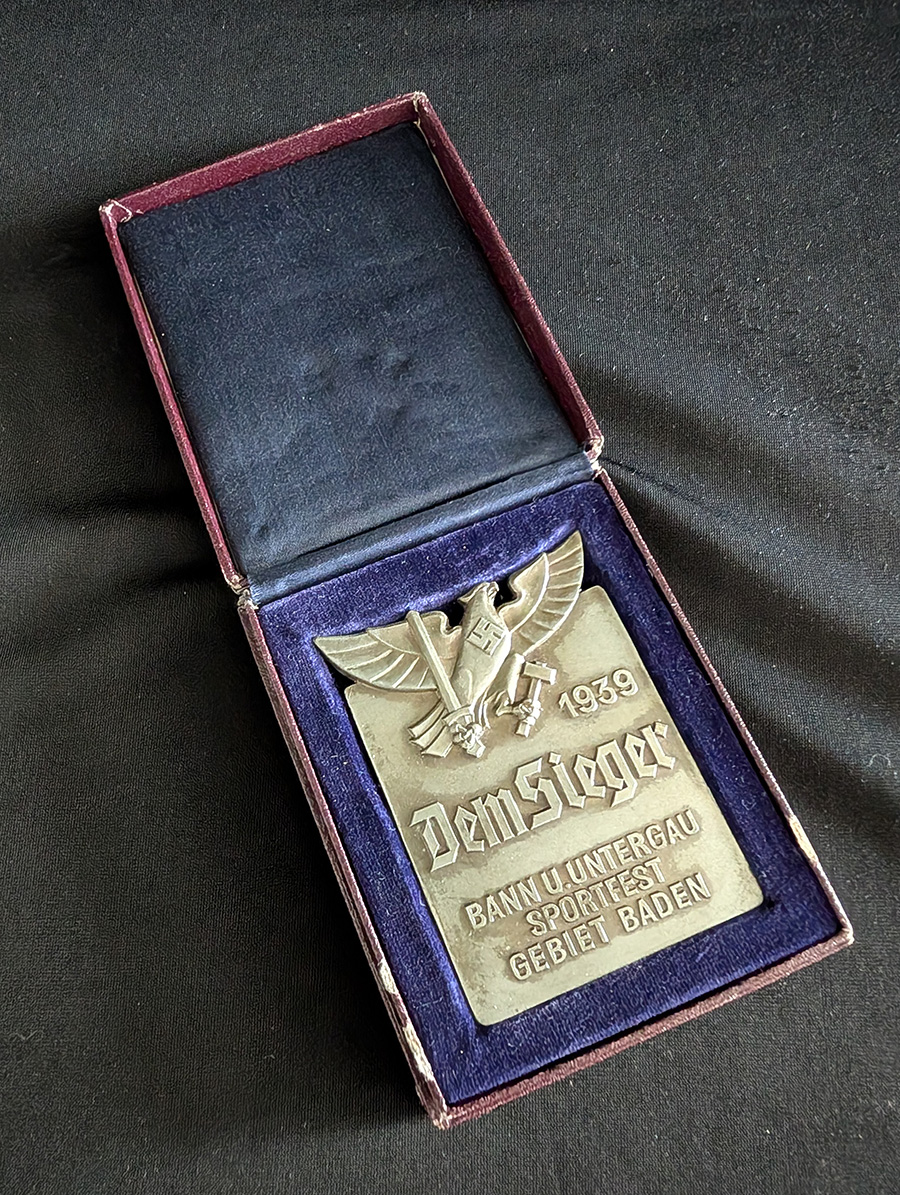 1939
Dem Sieger
BANN U. UNTERGAU
SPORTFEST
GEBIET BADEN